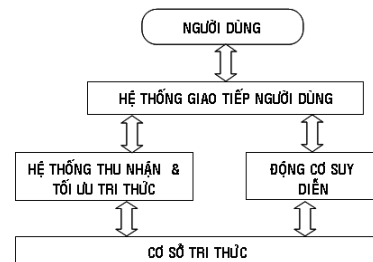 NGƯỜI DÙNG
HỆ THỐNG GIAO TIẾP NGƯỜI DÙNG
HỆ THỐNG THU NHẬN &
TỐI ƯU TRI THỨC
ĐỘNG CƠ SUY
DIỄN
CƠ SỞ TRI THỨC